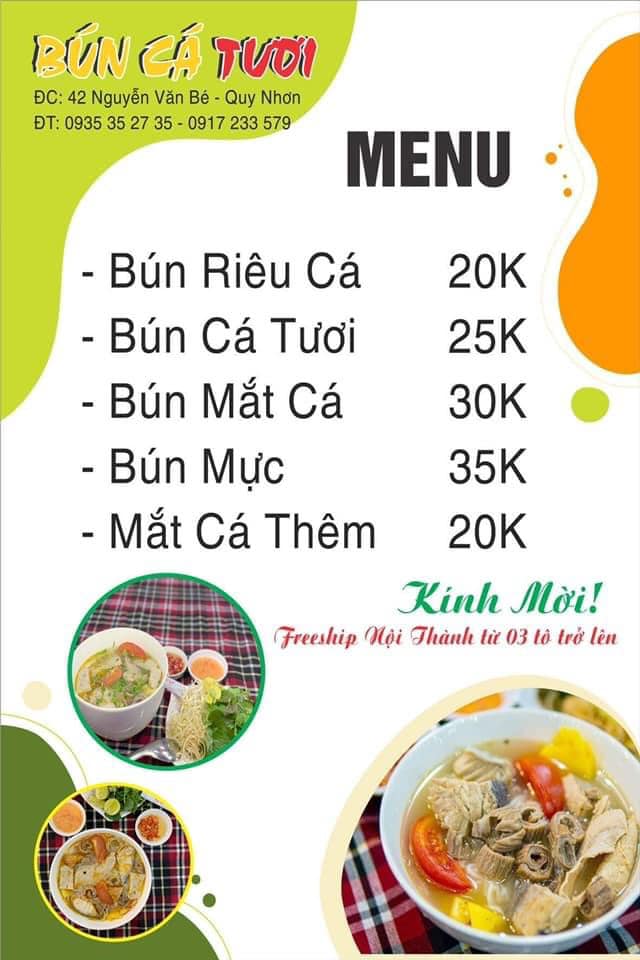 BÚN CÁ TƯƠI
ĐC: 42 Nguyễn Văn Bé - Quy Nhơn
ĐT: 0935 35 27 35 - 0917 233 579
MENU
- Bún Riêu Cá 20K
- Bún Cá Tươi 25K
- Bún Mắt Cá 30K
- Bún Mực 35K
- Mắt Cá Thêm 20K
Kính Mời!
Freeship Nội Thành từ 03 tô trở lên